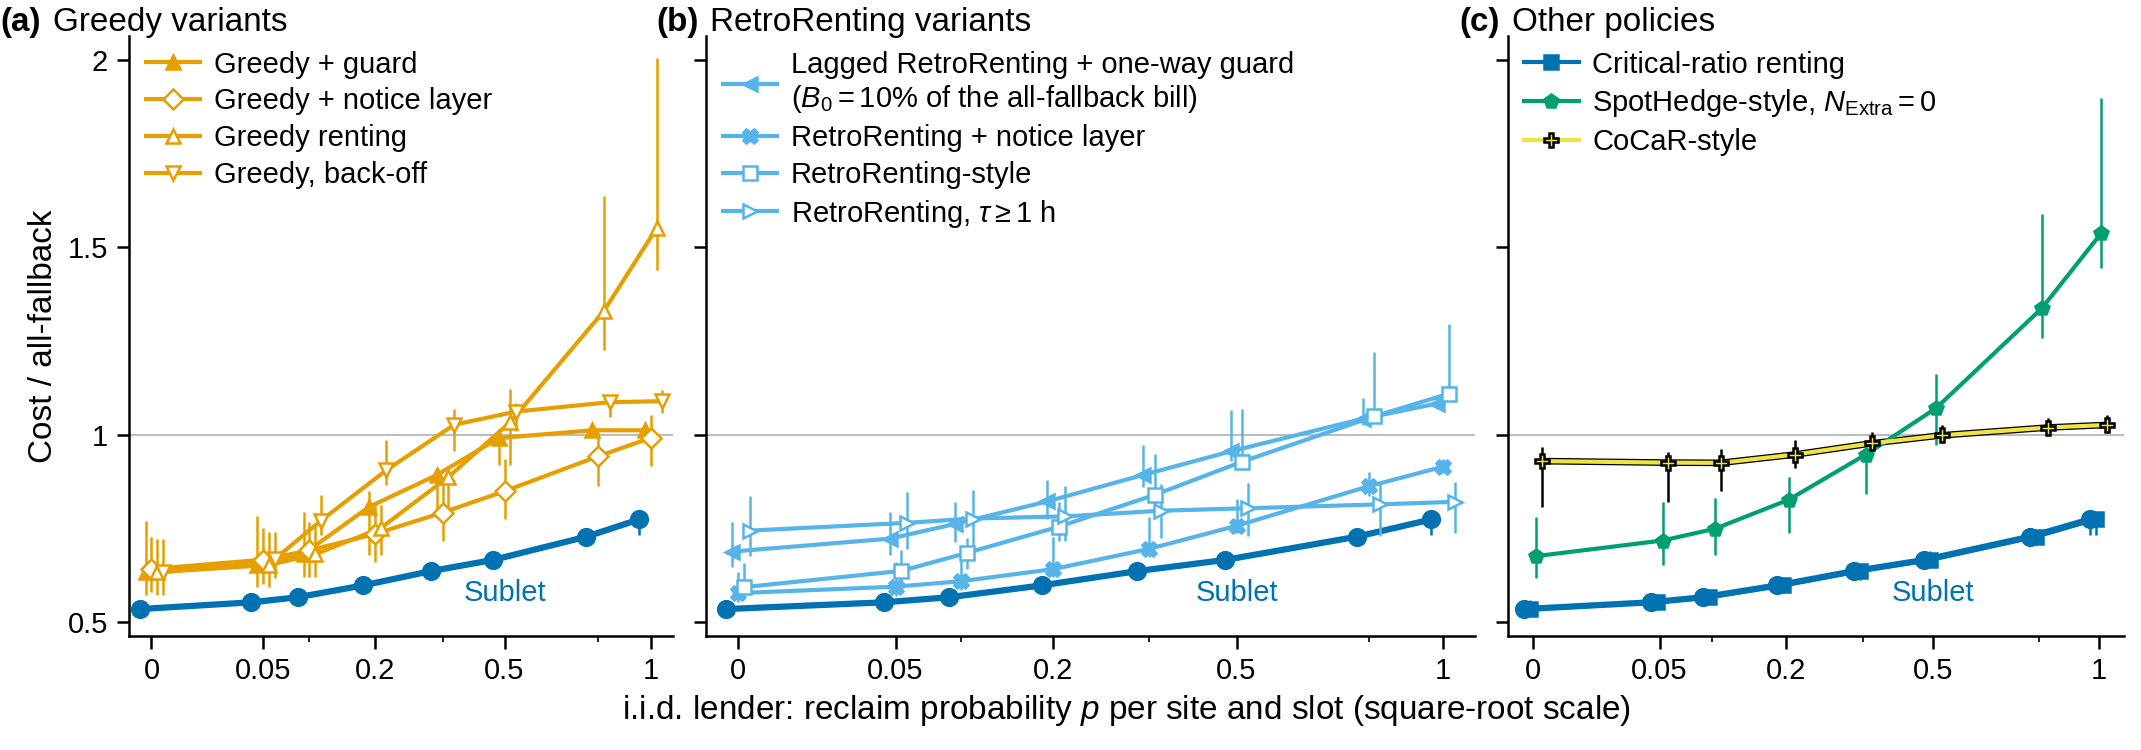 (a) Greedy variants
(b) RetroRenting variants
(c) Other policies
Cost / all-fallback
2
1.5
1
0.5
Greedy + guard
Greedy + notice layer
Greedy renting
Greedy, back-off
Sublet
0 0.05 0.2 0.5 1
Lagged RetroRenting + one-way guard
(B0 = 10% of the all-fallback bill)
RetroRenting + notice layer
RetroRenting-style
RetroRenting, τ ≥ 1 h
Sublet
0 0.05 0.2 0.5 1
Critical-ratio renting
SpotHedge-style, NExtra = 0
CoCaR-style
Sublet
0 0.05 0.2 0.5 1
i.i.d. lender: reclaim probability p per site and slot (square-root scale)